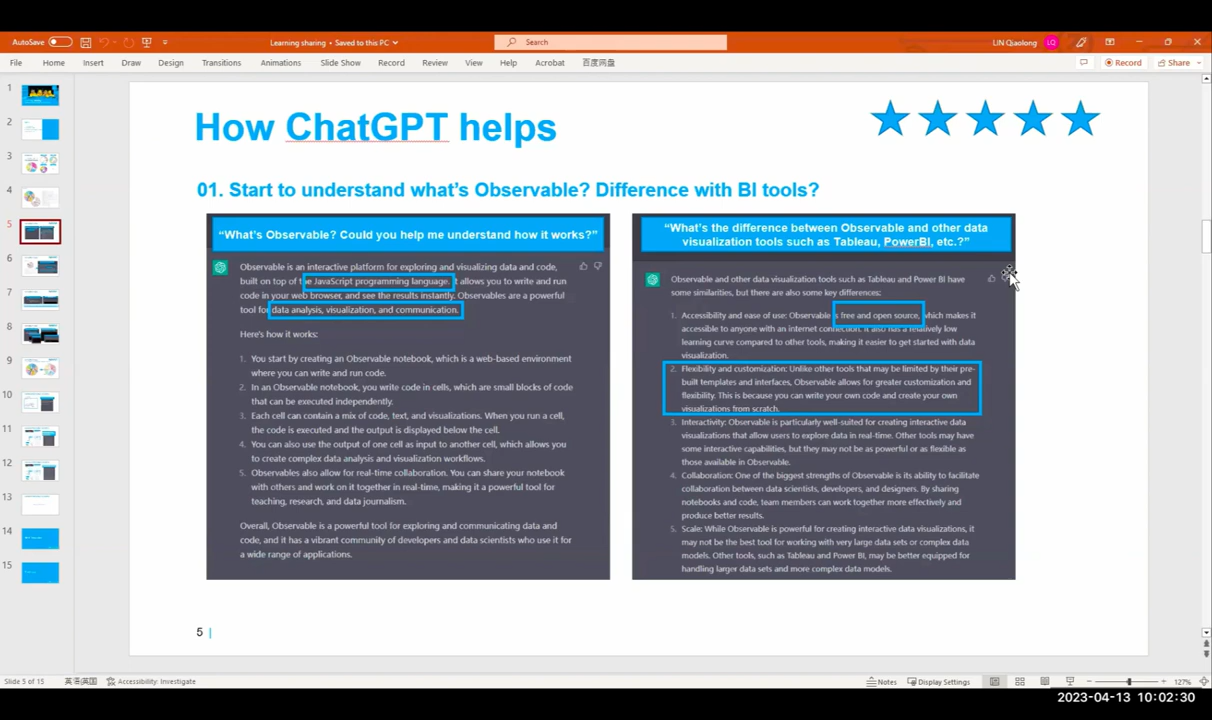 AutoSave
Learning sharing • Saved to this PC
Search
LIN Qiaolong
LQ
File Home Insert Draw Design Transitions Animations Slide Show Record Review View Help Acrobat 百度网盘
Record
Share
1
2
3
4
5
6
7
8
9
10
11
12
13
14
15
How ChatGPT helps
01. Start to understand what's Observable? Difference with BI tools?
“What's Observable? Could you help me understand how it works?”
Observable is an interactive platform for exploring and visualizing data and code,
built on top of the JavaScript programming language. It allows you to write and run
code in your web browser, and see the results instantly. Observables are a powerful
tool for data analysis, visualization, and communication.
Here's how it works:
1. You start by creating an Observable notebook, which is a web-based environment
where you can write and run code.
2. In an Observable notebook, you write code in cells, which are small blocks of code
that can be executed independently.
3. Each cell can contain a mix of code, text, and visualizations. When you run a cell,
the code is executed and the output is displayed below the cell.
4. You can also use the output of one cell as input to another cell, which allows you
to create complex data analysis and visualization workflows.
5. Observables also allow for real-time collaboration. You can share your notebook
with others and work on it together in real-time, making it a powerful tool for
teaching, research, and data journalism.
Overall, Observable is a powerful tool for exploring and communicating data and
code, and it has a vibrant community of developers and data scientists who use it for
a wide range of applications.
“What's the difference between Observable and other data
visualization tools such as Tableau, PowerBI, etc.?”
Observable and other data visualization tools such as Tableau and Power BI have
some similarities, but there are also some key differences:
1. Accessibility and ease of use: Observable is free and open source, which makes it
accessible to anyone with an internet connection. It also has a relatively low
learning curve compared to other tools, making it easier to get started with data
visualization.
2. Flexibility and customization: Unlike other tools that may be limited by their pre-
built templates and interfaces, Observable allows for greater customization and
flexibility. This is because you can write your own code and create your own
visualizations from scratch.
3. Interactivity: Observable is particularly well-suited for creating interactive data
visualizations that allow users to explore data in real-time. Other tools may have
some interactive capabilities, but they may not be as powerful or as flexible as
those available in Observable.
4. Collaboration: One of the biggest strengths of Observable is its ability to facilitate
collaboration between data scientists, developers, and designers. By sharing
notebooks and code, team members can work together more effectively and
produce better results.
5. Scale: While Observable is powerful for creating interactive data visualizations, it
may not be the best tool for working with very large data sets or complex data
models. Other tools, such as Tableau and Power BI, may be better equipped for
handling larger data sets and more complex data models.
5 |
Slide 5 of 15
英语(英国)
Accessibility: Investigate
Notes
Display Settings
127%
2023-04-13 10:02:30